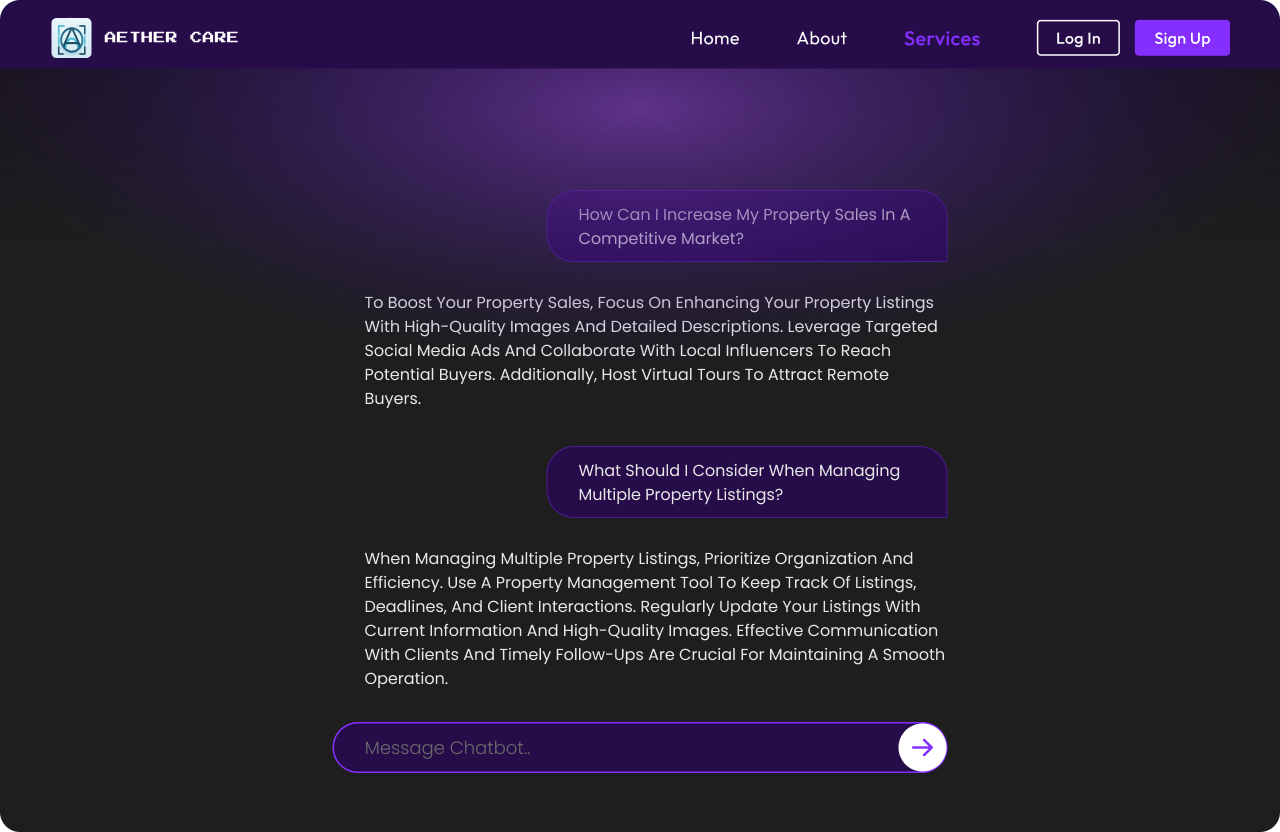 AETHER CARE
Home
About
Services
Log In
Sign Up
How Can I Increase My Property Sales In A
Competitive Market?
To Boost Your Property Sales, Focus On Enhancing Your Property Listings
With High-Quality Images And Detailed Descriptions. Leverage Targeted
Social Media Ads And Collaborate With Local Influencers To Reach
Potential Buyers. Additionally, Host Virtual Tours To Attract Remote
Buyers.
What Should I Consider When Managing
Multiple Property Listings?
When Managing Multiple Property Listings, Prioritize Organization And
Efficiency. Use A Property Management Tool To Keep Track Of Listings,
Deadlines, And Client Interactions. Regularly Update Your Listings With
Current Information And High-Quality Images. Effective Communication
With Clients And Timely Follow-Ups Are Crucial For Maintaining A Smooth
Operation.
Message Chatbot..